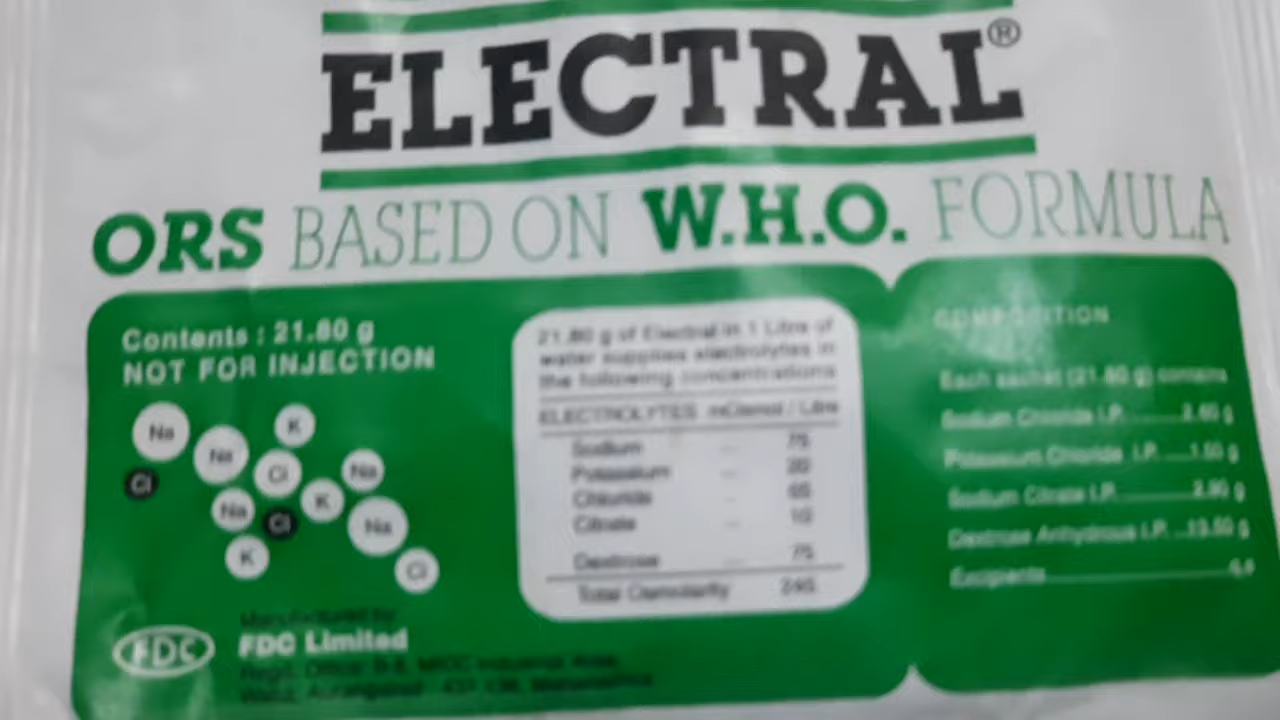 ELECTRAL®
ORS BASED ON W.H.O. FORMULA
Contents : 21.80 g
NOT FOR INJECTION
Na
K
Na
Cl
Na
Cl
K
Na
Cl
Na
K
Cl
21.80 g of Electral in 1 Litre of
water supplies electrolytes in
the following concentrations
ELECTROLYTES mOsmol / Litre
Sodium ... 75
Potassium ... 20
Chloride ... 65
Citrate ... 10
Dextrose ... 75
Total Osmolarity 245
COMPOSITION
Each sachet (21.80 g) contains
Sodium Chloride I.P. 2.60 g
Potassium Chloride I.P. 1.50 g
Sodium Citrate I.P. 2.90 g
Dextrose Anhydrous I.P. 13.50 g
Excipients q.s
Manufactured by
FDC
FDC Limited